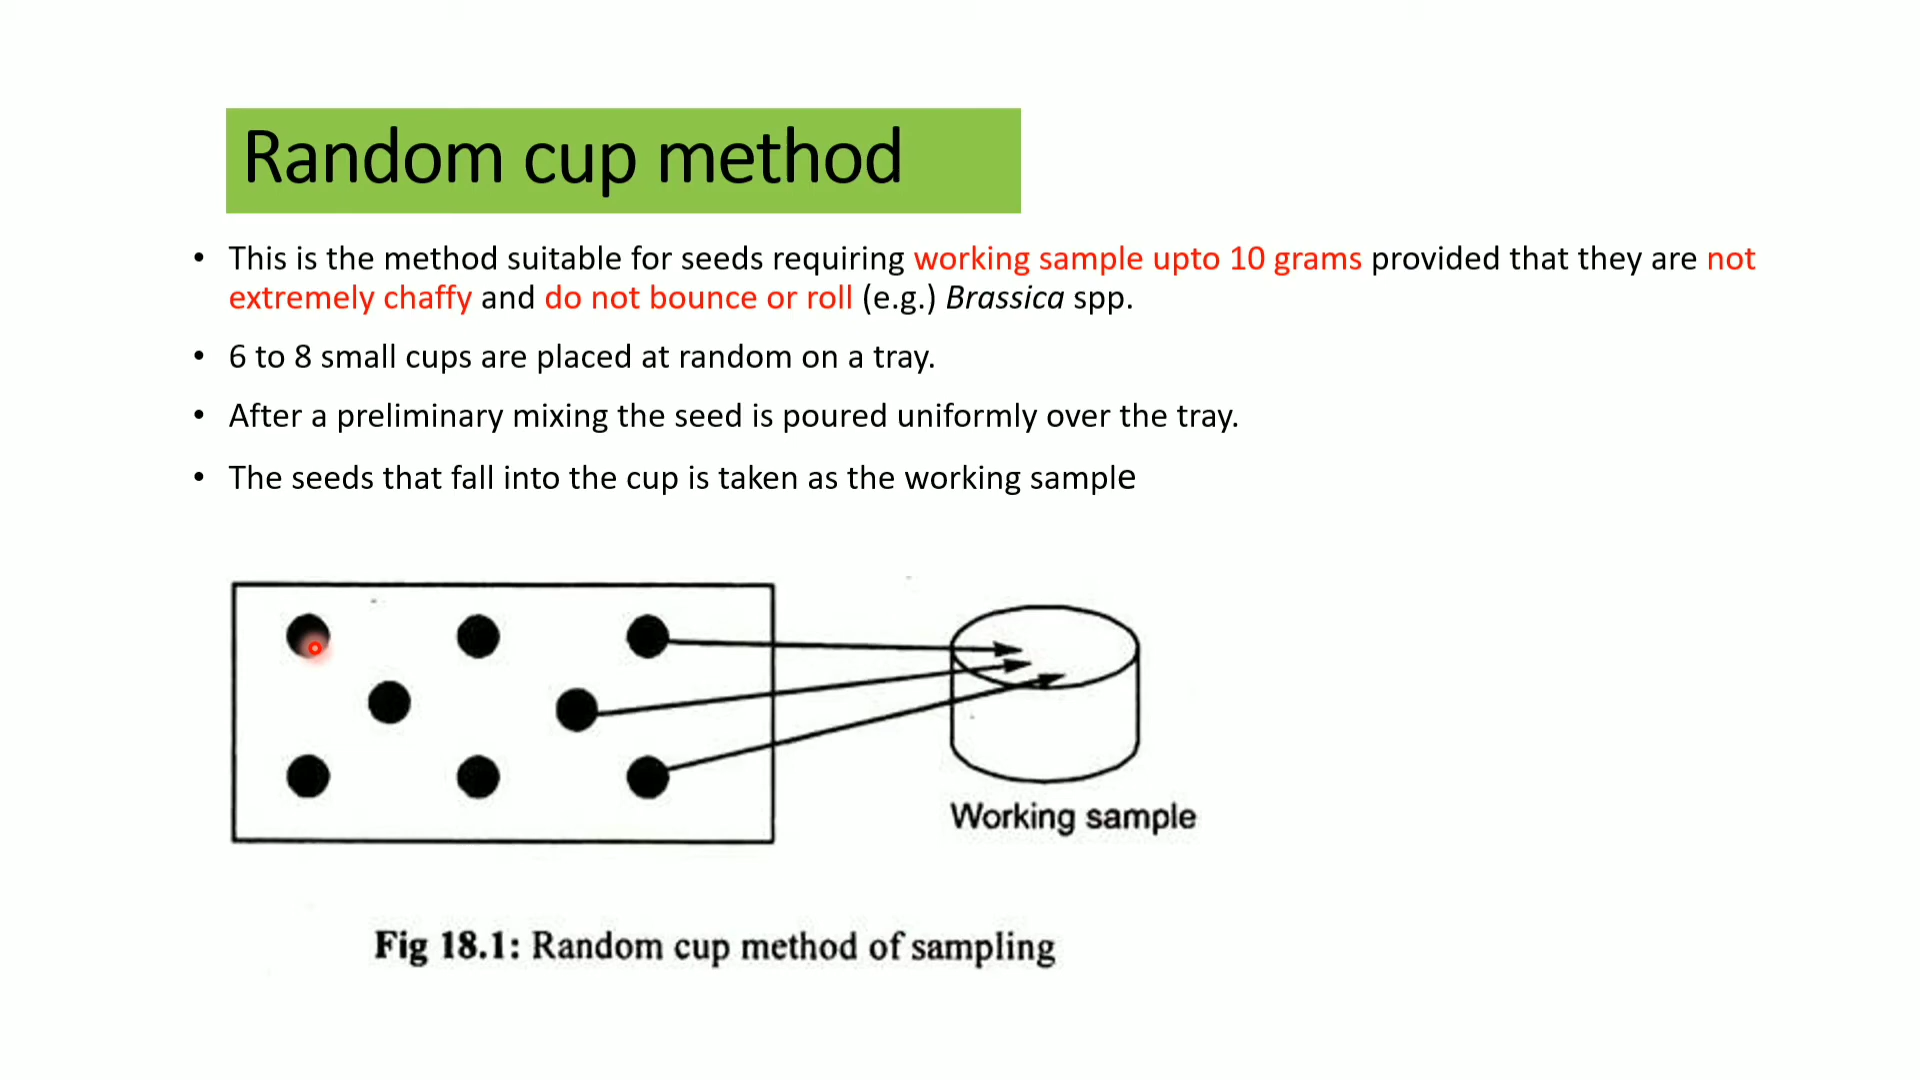 Random cup method
• This is the method suitable for seeds requiring working sample upto 10 grams provided that they are not
extremely chaffy and do not bounce or roll (e.g.) Brassica spp.
• 6 to 8 small cups are placed at random on a tray.
• After a preliminary mixing the seed is poured uniformly over the tray.
• The seeds that fall into the cup is taken as the working sample
Working sample
Fig 18.1: Random cup method of sampling